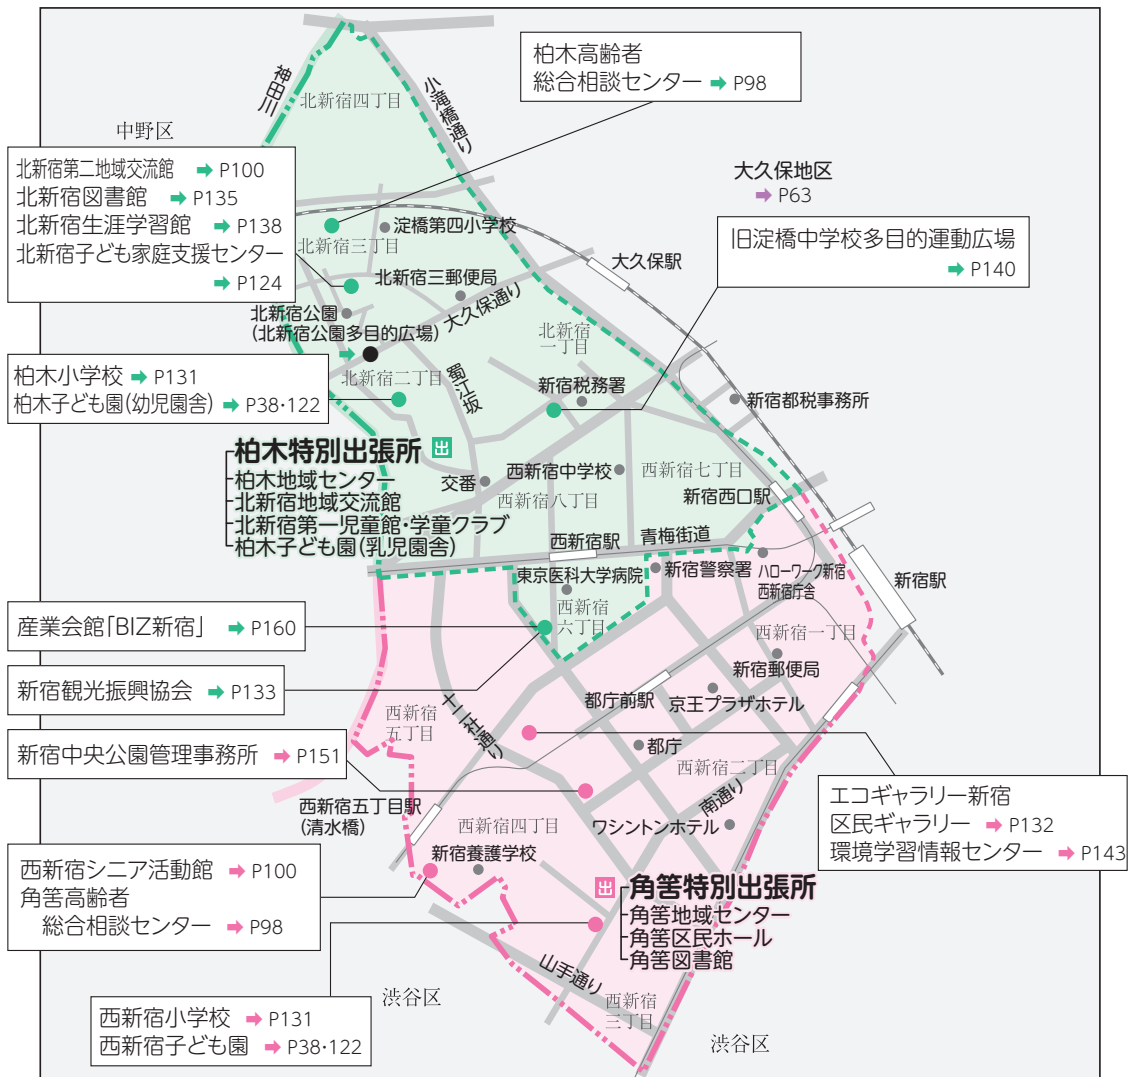 柏木高齢者
総合相談センター ➡ P98
神田川
小滝橋通り
北新宿四丁目
中野区
北新宿第二地域交流館 ➡ P100
北新宿図書館 ➡ P135
北新宿生涯学習館 ➡ P138
北新宿子ども家庭支援センター
➡ P124
大久保地区
➡ P63
淀橋第四小学校
北新宿三丁目
旧淀橋中学校多目的運動広場
➡ P140
大久保駅
北新宿三郵便局
大久保通り
北新宿公園
(北新宿公園多目的広場)
➡
北新宿
一丁目
柏木小学校 ➡ P131
柏木子ども園(幼児園舎) ➡ P38・122
北新宿二丁目
蜀江坂
新宿税務署
新宿都税事務所
柏木特別出張所 出
柏木地域センター
北新宿地域交流館
北新宿第一児童館・学童クラブ
柏木子ども園(乳児園舎)
交番
西新宿中学校
西新宿七丁目
西新宿八丁目
新宿西口駅
西新宿駅
青梅街道
東京医科大学病院
新宿警察署
ハローワーク新宿
西新宿庁舎
新宿駅
西新宿
六丁目
産業会館「BIZ新宿」 ➡ P160
西新宿一丁目
新宿郵便局
新宿観光振興協会 ➡ P133
都庁前駅
京王プラザホテル
西新宿
五丁目
十二社通り
新宿中央公園管理事務所 ➡ P151
都庁
西新宿二丁目
南通り
エコギャラリー新宿
区民ギャラリー ➡ P132
環境学習情報センター ➡ P143
西新宿五丁目駅
(清水橋)
西新宿四丁目
ワシントンホテル
新宿養護学校
西新宿シニア活動館 ➡ P100
角筈高齢者
総合相談センター ➡ P98
出 角筈特別出張所
角筈地域センター
角筈区民ホール
角筈図書館
山手通り
渋谷区
西新宿
三丁目
西新宿小学校 ➡ P131
西新宿子ども園 ➡ P38・122
渋谷区